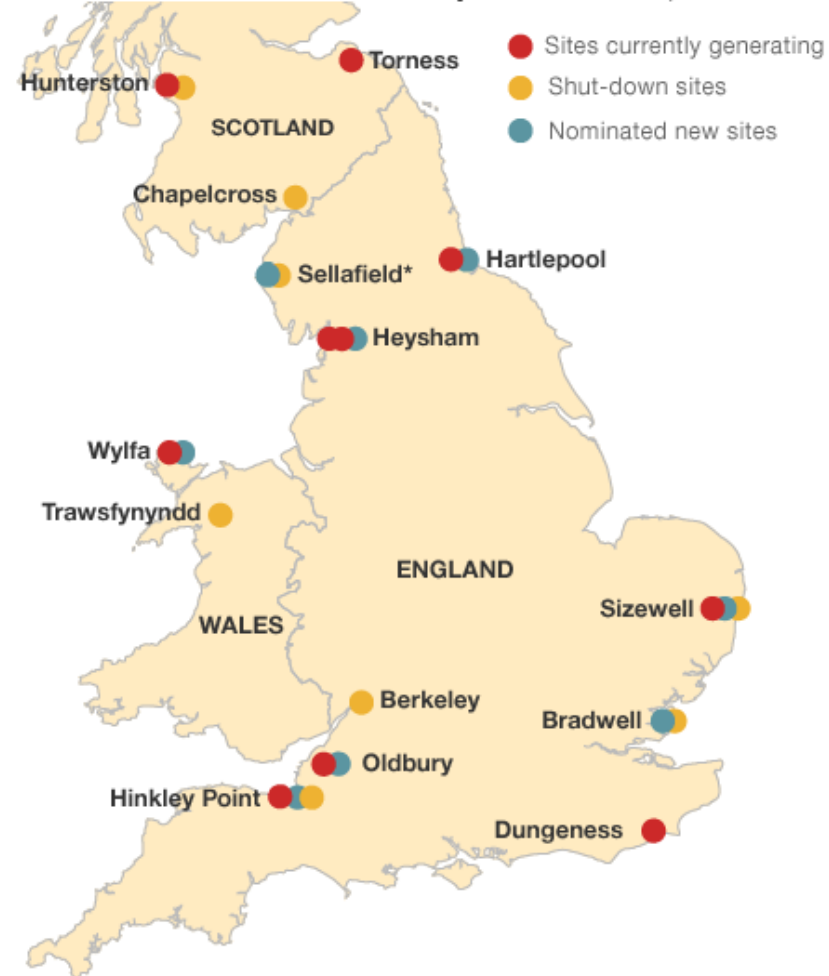 Sites currently generating
Torness
Hunterston
Shut-down sites
SCOTLAND
Nominated new sites
Chapelcross
Hartlepool
Sellafield*
Heysham
Wylfa
Trawsfynyndd
ENGLAND
Sizewell
WALES
Berkeley
Bradwell
Oldbury
Hinkley Point
Dungeness